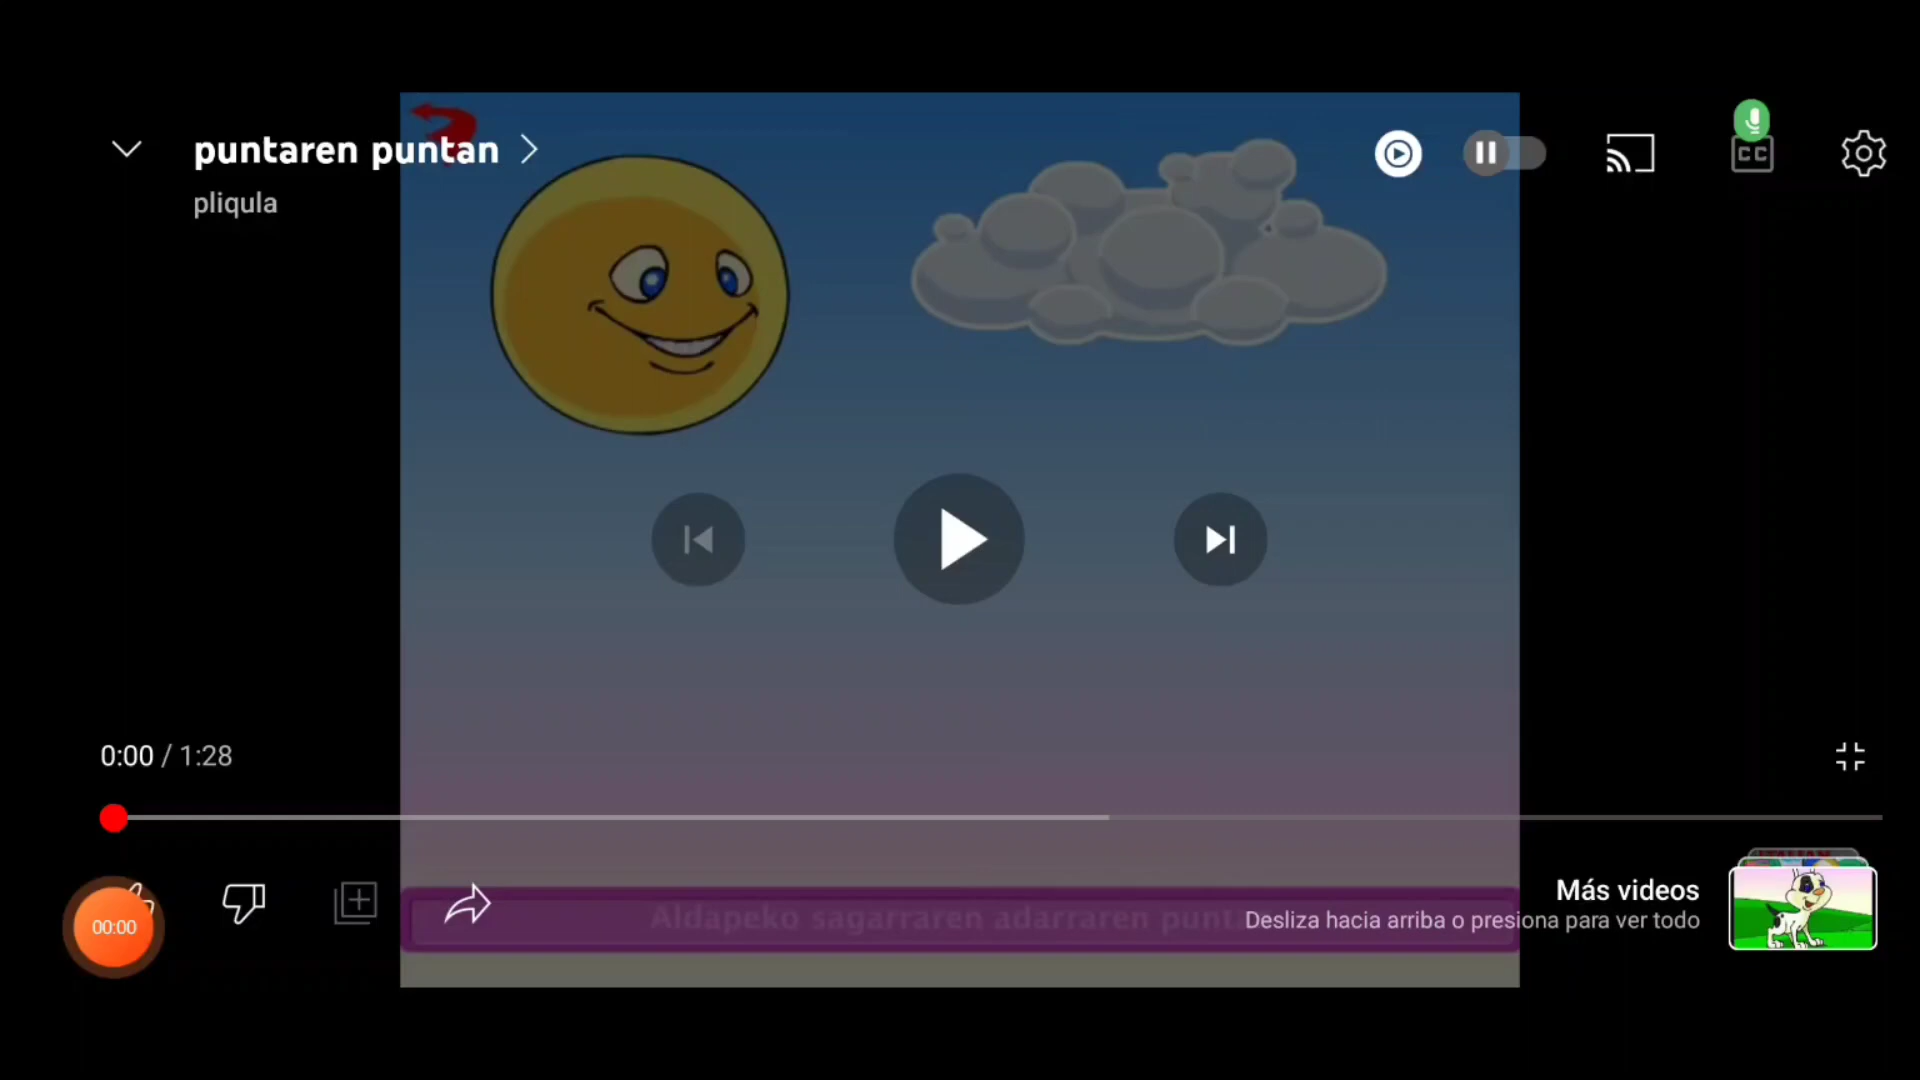 puntaren puntan
pliqula
CC
0:00 / 1:28
Más videos
Aldapeko sagarraren adarraren
Desliza hacia arriba o presiona para ver todo
00:00